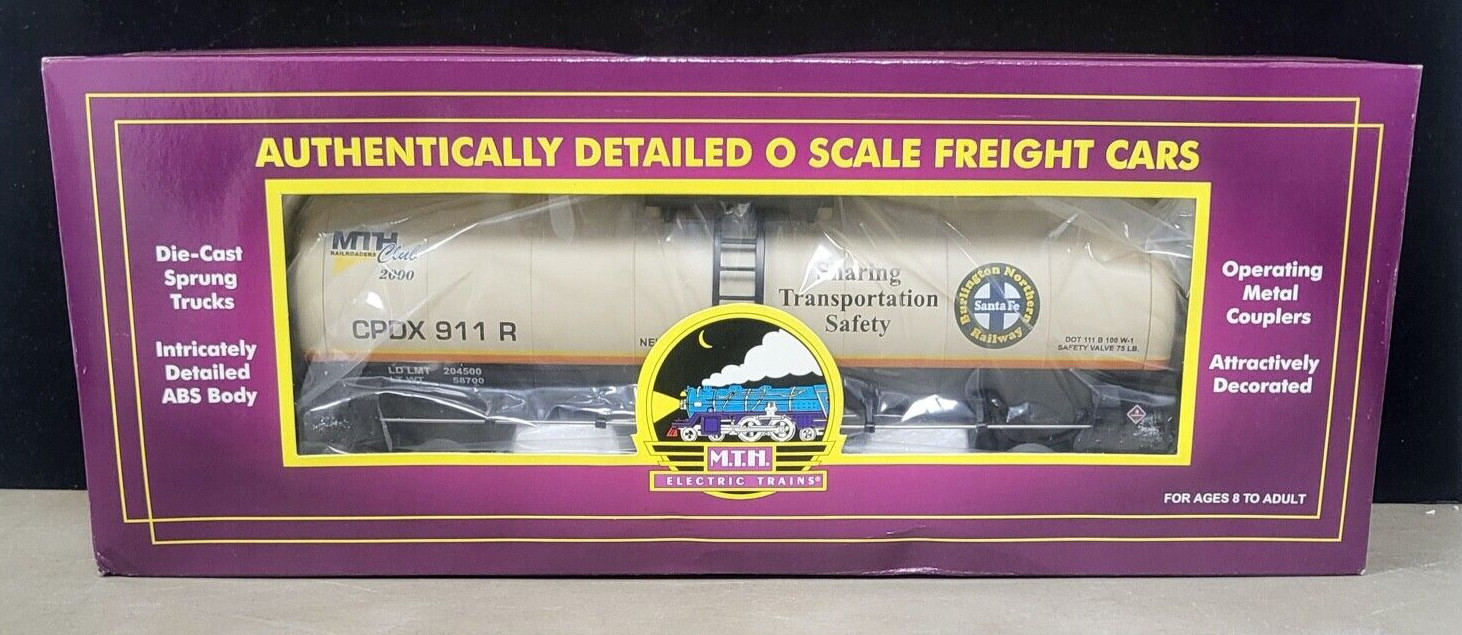 AUTHENTICALLY DETAILED O SCALE FREIGHT CARS
Die-Cast
Sprung
Trucks
Intricately
Detailed
ABS Body
MTH
RAILROADERS Club
2000
CPDX 911 R
LD LMT 204500
LT WT 58700
Sharing
Transportation
Safety
Burlington Northern
Santa Fe
Railway
DOT 111 B 100 W-1
SAFETY VALVE 75 LB.
Operating
Metal
Couplers
Attractively
Decorated
M.T.H.
ELECTRIC TRAINS®
FOR AGES 8 TO ADULT